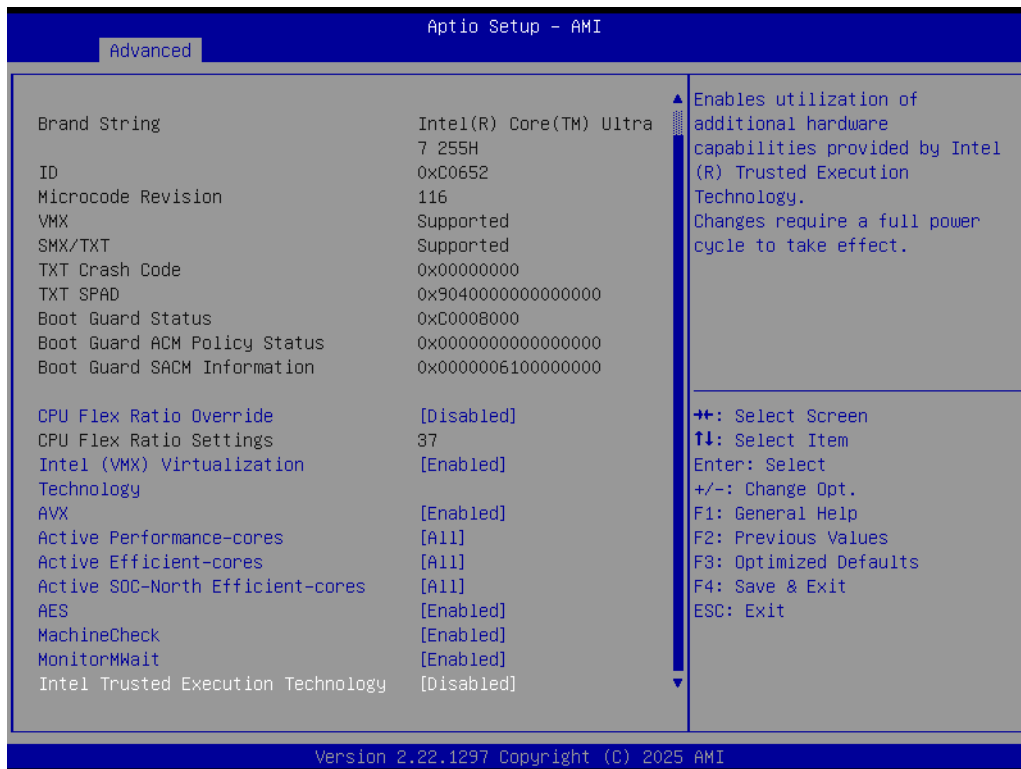 Aptio Setup – AMI
Advanced
Brand String Intel(R) Core(TM) Ultra
7 255H
ID 0xC0652
Microcode Revision 116
VMX Supported
SMX/TXT Supported
TXT Crash Code 0x00000000
TXT SPAD 0x9040000000000000
Boot Guard Status 0xC0008000
Boot Guard ACM Policy Status 0x0000000000000000
Boot Guard SACM Information 0x0000006100000000
CPU Flex Ratio Override [Disabled]
CPU Flex Ratio Settings 37
Intel (VMX) Virtualization [Enabled]
Technology
AVX [Enabled]
Active Performance-cores [All]
Active Efficient-cores [All]
Active SOC-North Efficient-cores [All]
AES [Enabled]
MachineCheck [Enabled]
MonitorMWait [Enabled]
Intel Trusted Execution Technology [Disabled]
Enables utilization of
additional hardware
capabilities provided by Intel
(R) Trusted Execution
Technology.
Changes require a full power
cycle to take effect.
→←: Select Screen
↑↓: Select Item
Enter: Select
+/-: Change Opt.
F1: General Help
F2: Previous Values
F3: Optimized Defaults
F4: Save & Exit
ESC: Exit
Version 2.22.1297 Copyright (C) 2025 AMI